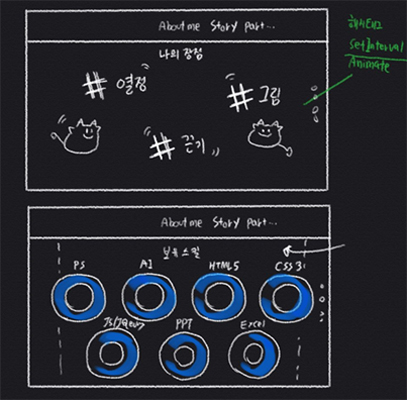 About me Story part...
나의 장점
해시태그
SetInterval
Animate
# 열정
# 그림
# 끈기
About me Story part...
보유스킬
PS
AI
HTML5
CSS3
JS/JQuery
PPT
Excel